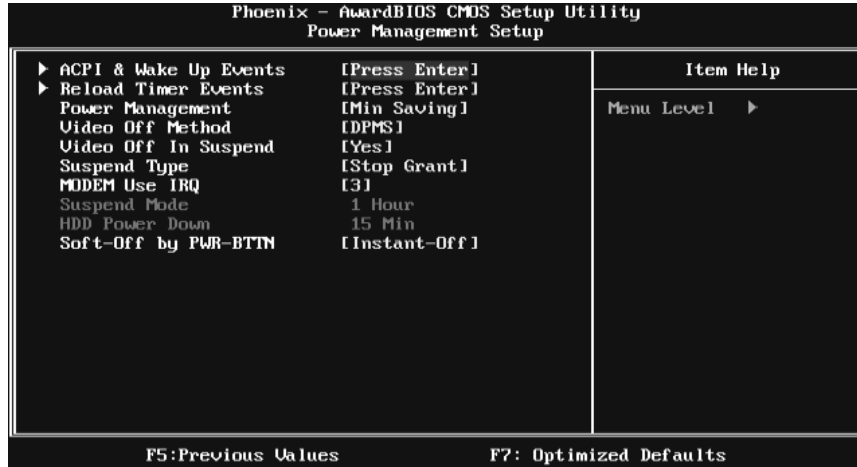 Phoenix - AwardBIOS CMOS Setup Utility
Power Management Setup
ACPI & Wake Up Events [Press Enter]
Reload Timer Events [Press Enter]
Power Management [Min Saving]
Video Off Method [DPMS]
Video Off In Suspend [Yes]
Suspend Type [Stop Grant]
MODEM Use IRQ [3]
Suspend Mode 1 Hour
HDD Power Down 15 Min
Soft-Off by PWR-BTTN [Instant-Off]
Item Help
Menu Level
F5:Previous Values F7: Optimized Defaults